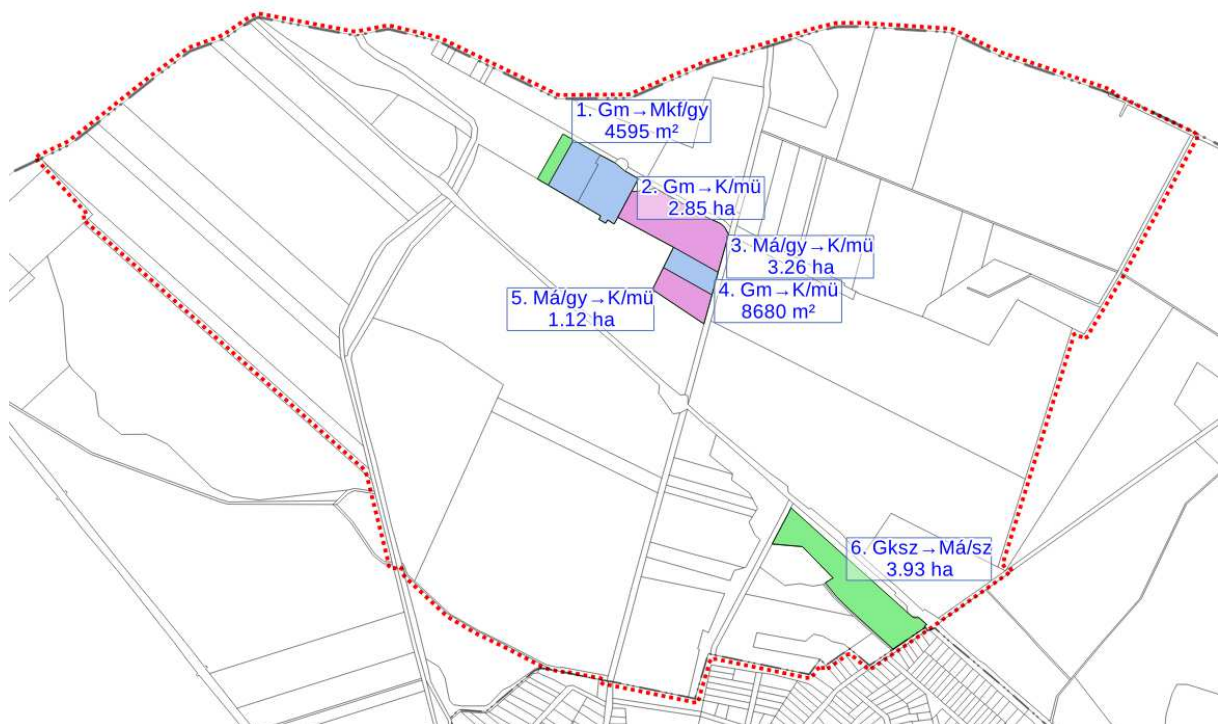 1. Gm→Mkf/gy
4595 m²
2. Gm→K/mü
2.85 ha
3. Má/gy→K/mü
3.26 ha
4. Gm→K/mü
8680 m²
5. Má/gy→K/mü
1.12 ha
6. Gksz→Má/sz
3.93 ha